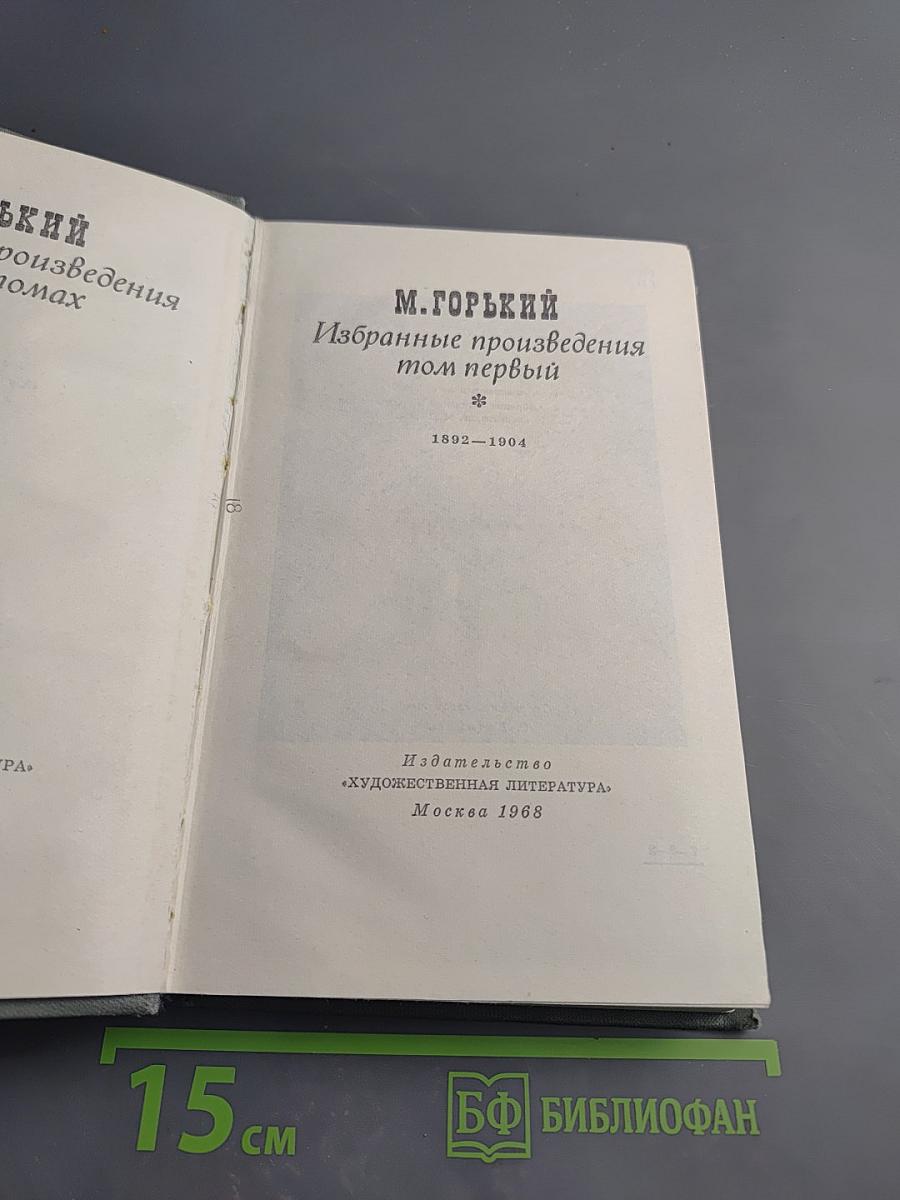 ЬКИЙ
роизведения
томах
УРА»
М.ГОРЬКИЙ
Избранные произведения
том первый
*
1892—1904
Издательство
«ХУДОЖЕСТВЕННАЯ ЛИТЕРАТУРА»
Москва 1968
15 см
БФ БИБЛИОФАН